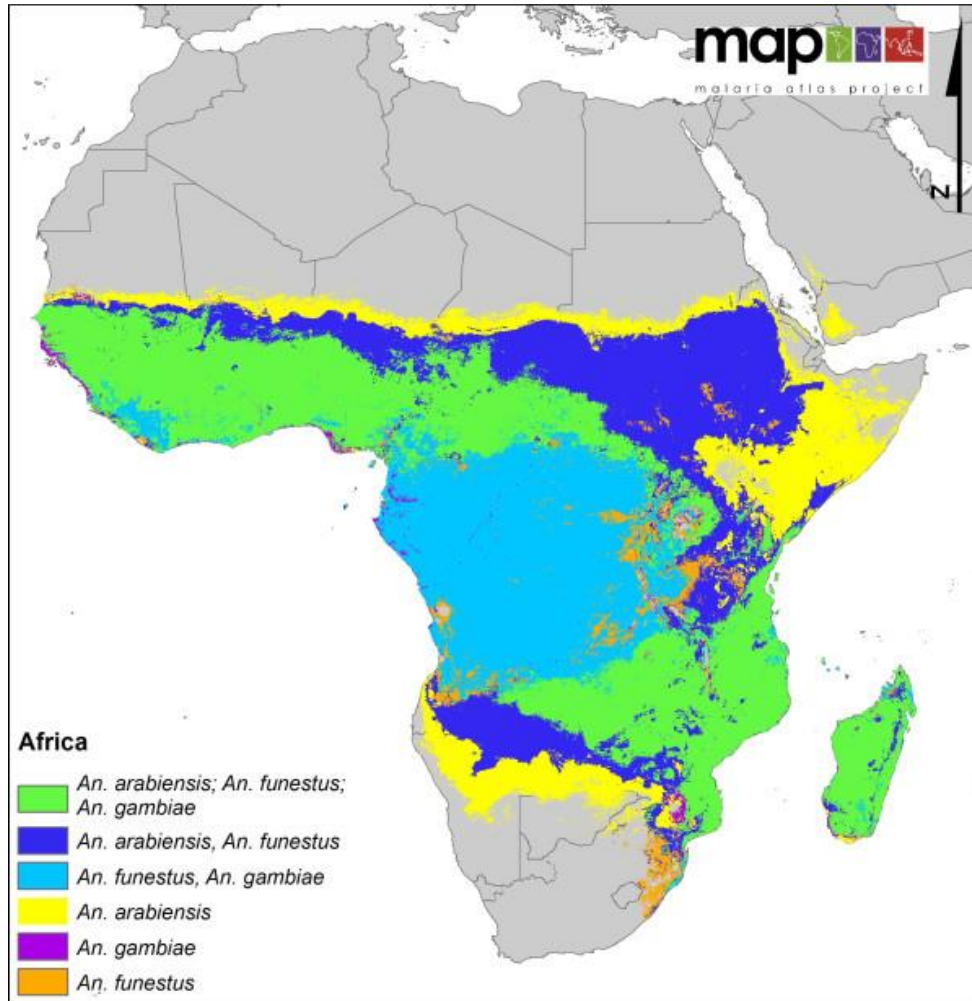 map
malaria atlas project
N
Africa
An. arabiensis; An. funestus;
An. gambiae
An. arabiensis, An. funestus
An. funestus, An. gambiae
An. arabiensis
An. gambiae
An. funestus